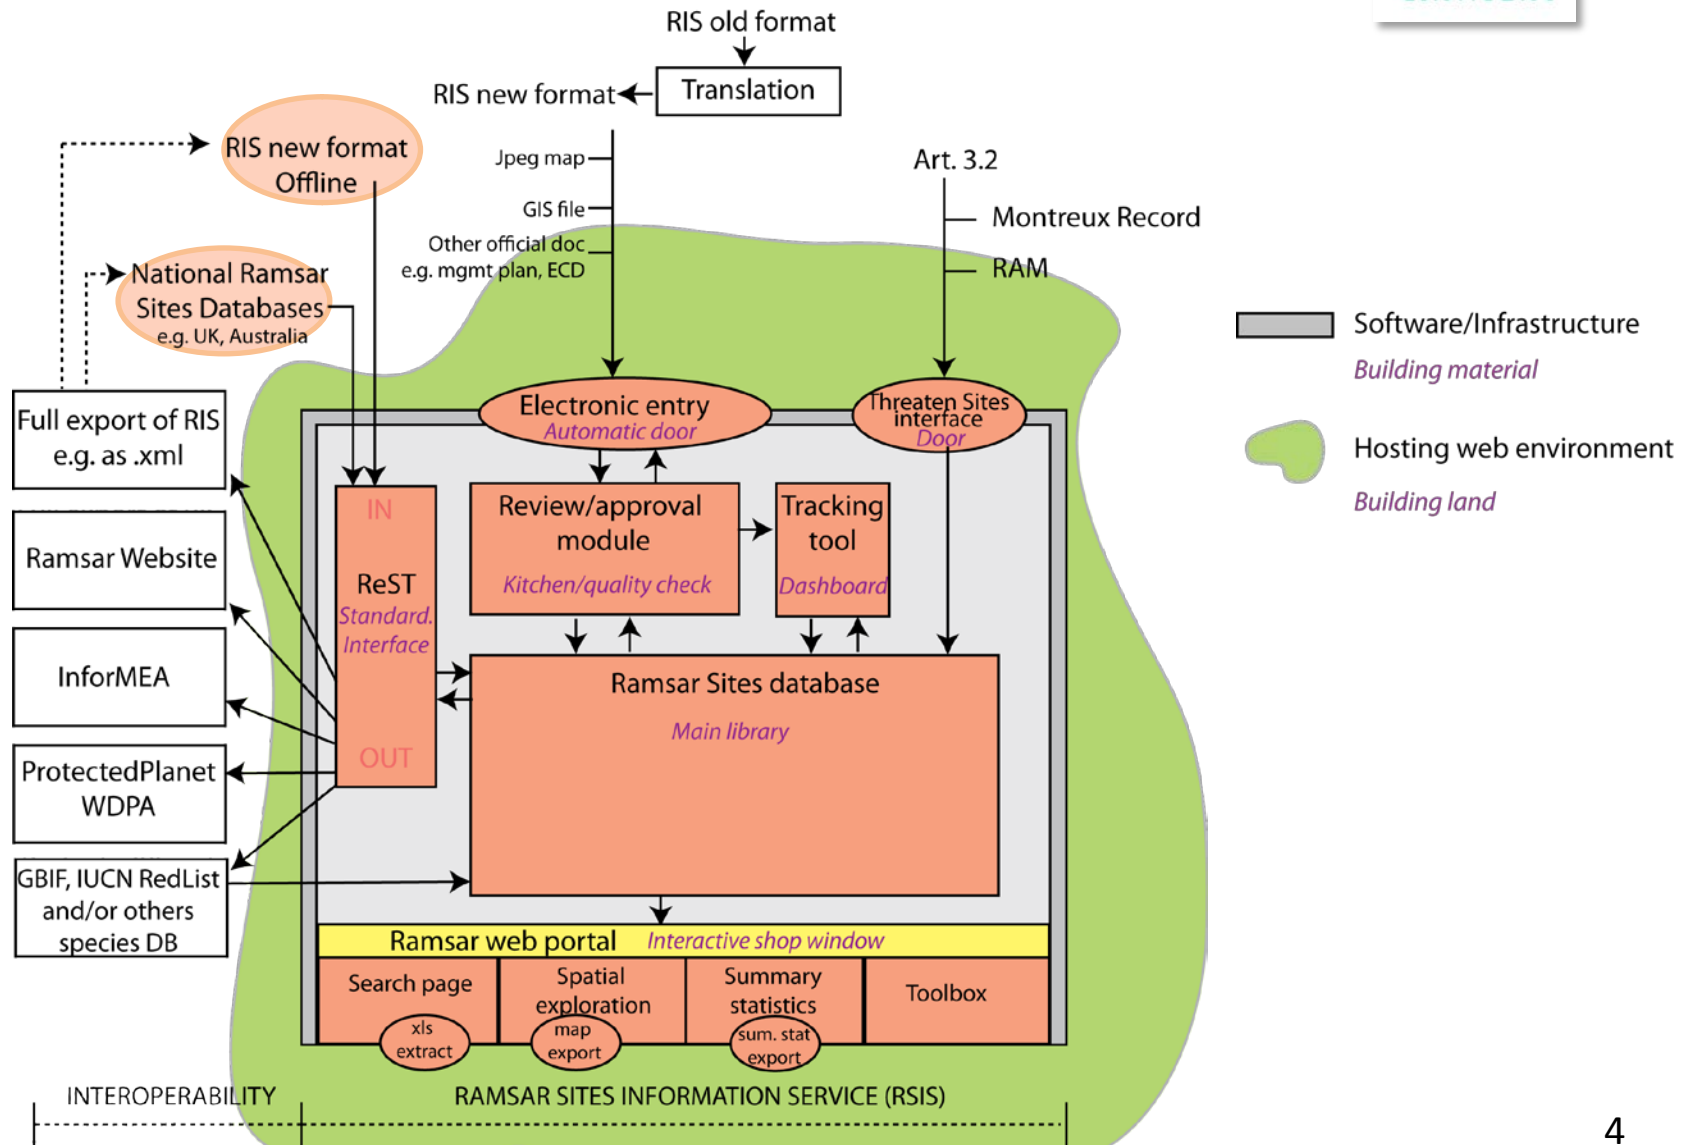 RIS old format
Translation
RIS new format
Jpeg map
GIS file
Other official doc
e.g. mgmt plan, ECD
Art. 3.2
Montreux Record
RAM
RIS new format
Offline
National Ramsar
Sites Databases
e.g. UK, Australia
Software/Infrastructure
Building material
Hosting web environment
Building land
Full export of RIS
e.g. as .xml
Ramsar Website
InforMEA
ProtectedPlanet
WDPA
GBIF, IUCN RedList
and/or others
species DB
Electronic entry
Automatic door
Threaten Sites
interface
Door
IN
ReST
Standard.
Interface
OUT
Review/approval
module
Kitchen/quality check
Tracking
tool
Dashboard
Ramsar Sites database
Main library
Ramsar web portal Interactive shop window
Search page
xls
extract
Spatial
exploration
map
export
Summary
statistics
sum. stat
export
Toolbox
INTEROPERABILITY
RAMSAR SITES INFORMATION SERVICE (RSIS)
4